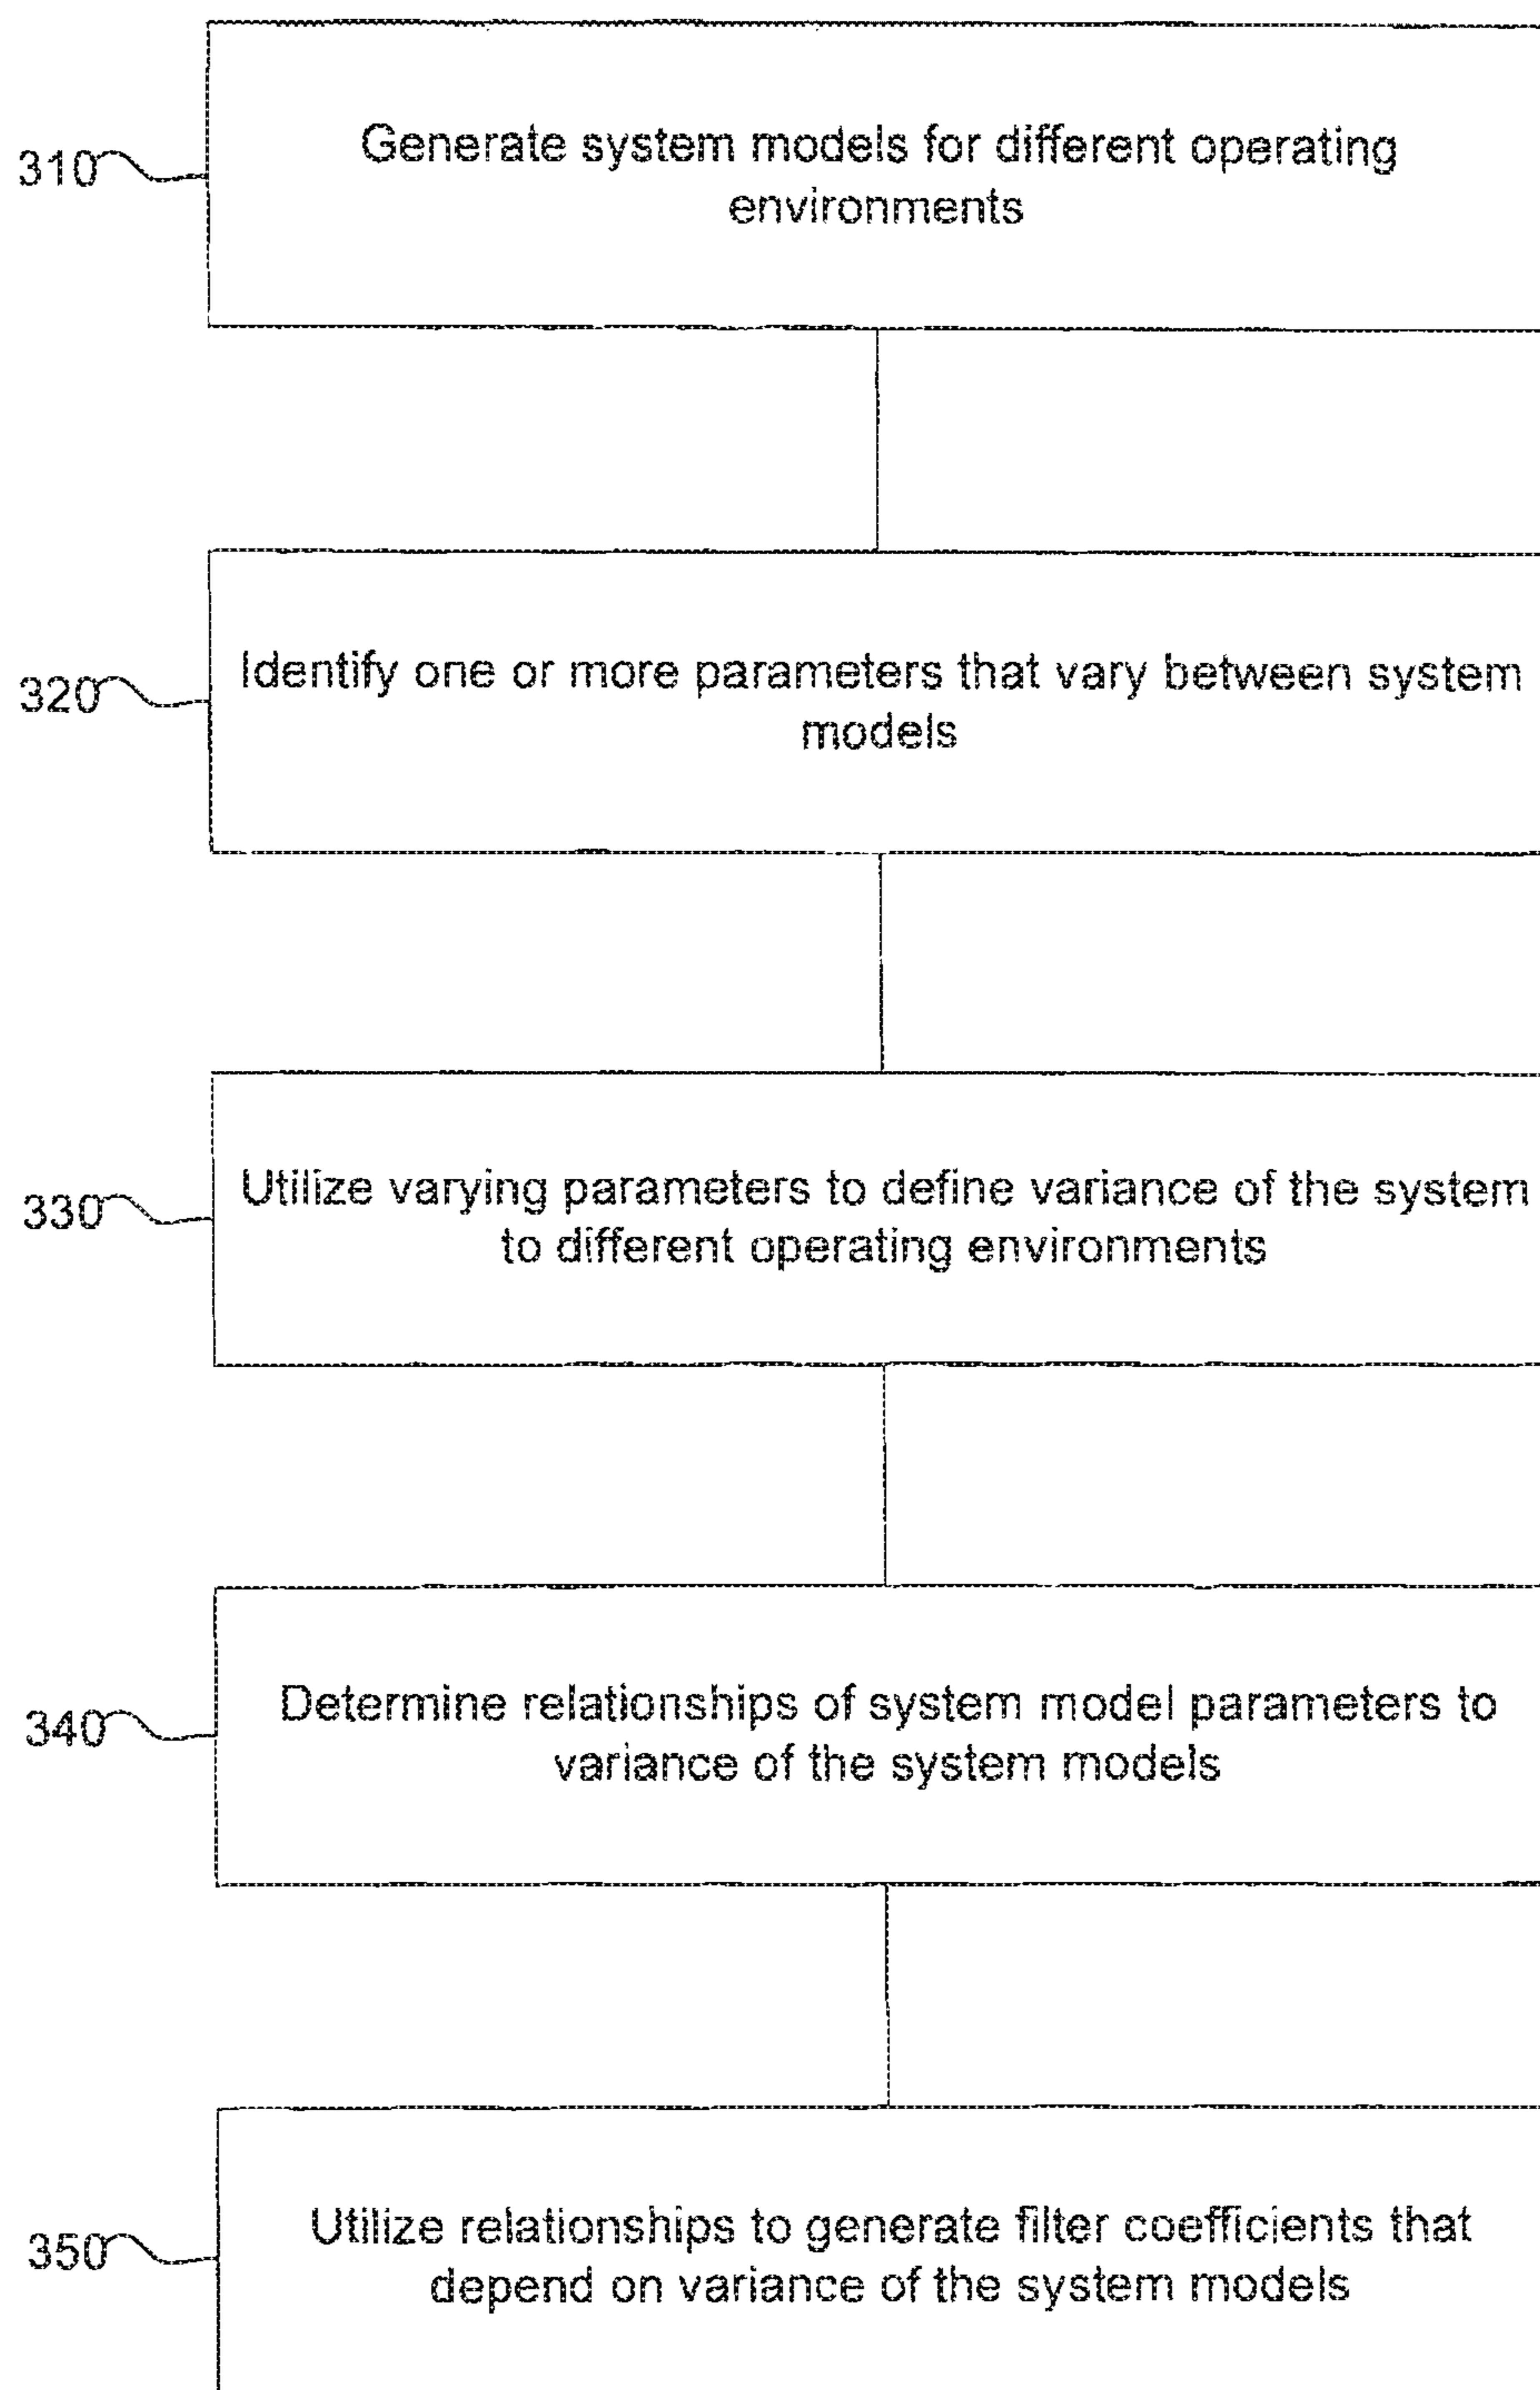 310
Generate system models for different operating
environments
320
Identify one or more parameters that vary between system
models
330
Utilize varying parameters to define variance of the system
to different operating environments
340
Determine relationships of system model parameters to
variance of the system models
350
Utilize relationships to generate filter coefficients that
depend on variance of the system models